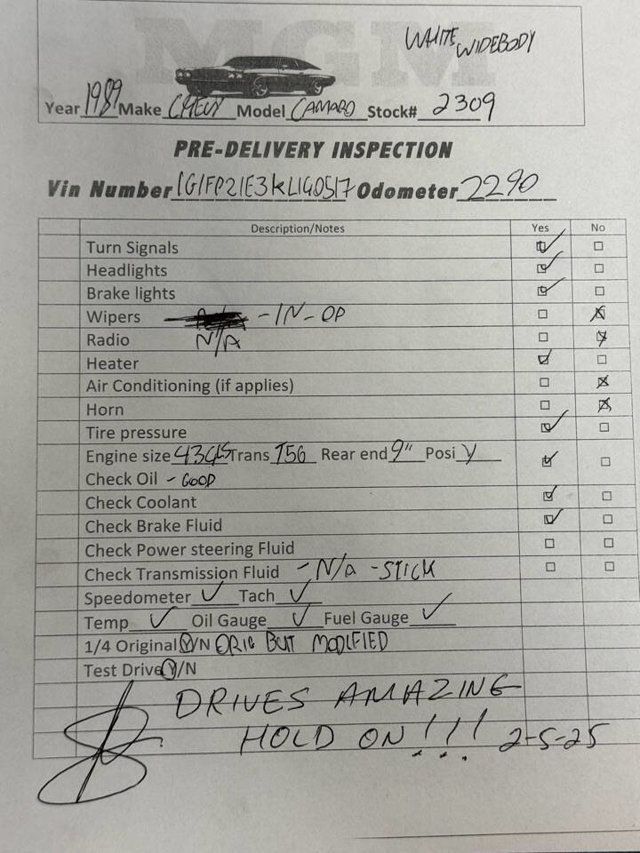 MGM
WHITE WIDEBODY
Year 1989 Make CHEVY Model CAMARO Stock# 2309
PRE-DELIVERY INSPECTION
Vin Number 1G1FP21E3KL140517 Odometer 2290
Description/Notes Yes No
Turn Signals
Headlights
Brake lights
Wipers - IN-OP
Radio N/A
Heater
Air Conditioning (if applies)
Horn
Tire pressure
Engine size Trans T56 Rear end 9" Posi Y
Check Oil - GOOD
Check Coolant
Check Brake Fluid
Check Power steering Fluid
Check Transmission Fluid - N/A - STICK
Speedometer Tach
Temp Oil Gauge Fuel Gauge
1/4 Original Y/N ORIG BUT MODIFIED
Test Drive Y/N
DRIVES AMAZING
HOLD ON!!!
2-5-25